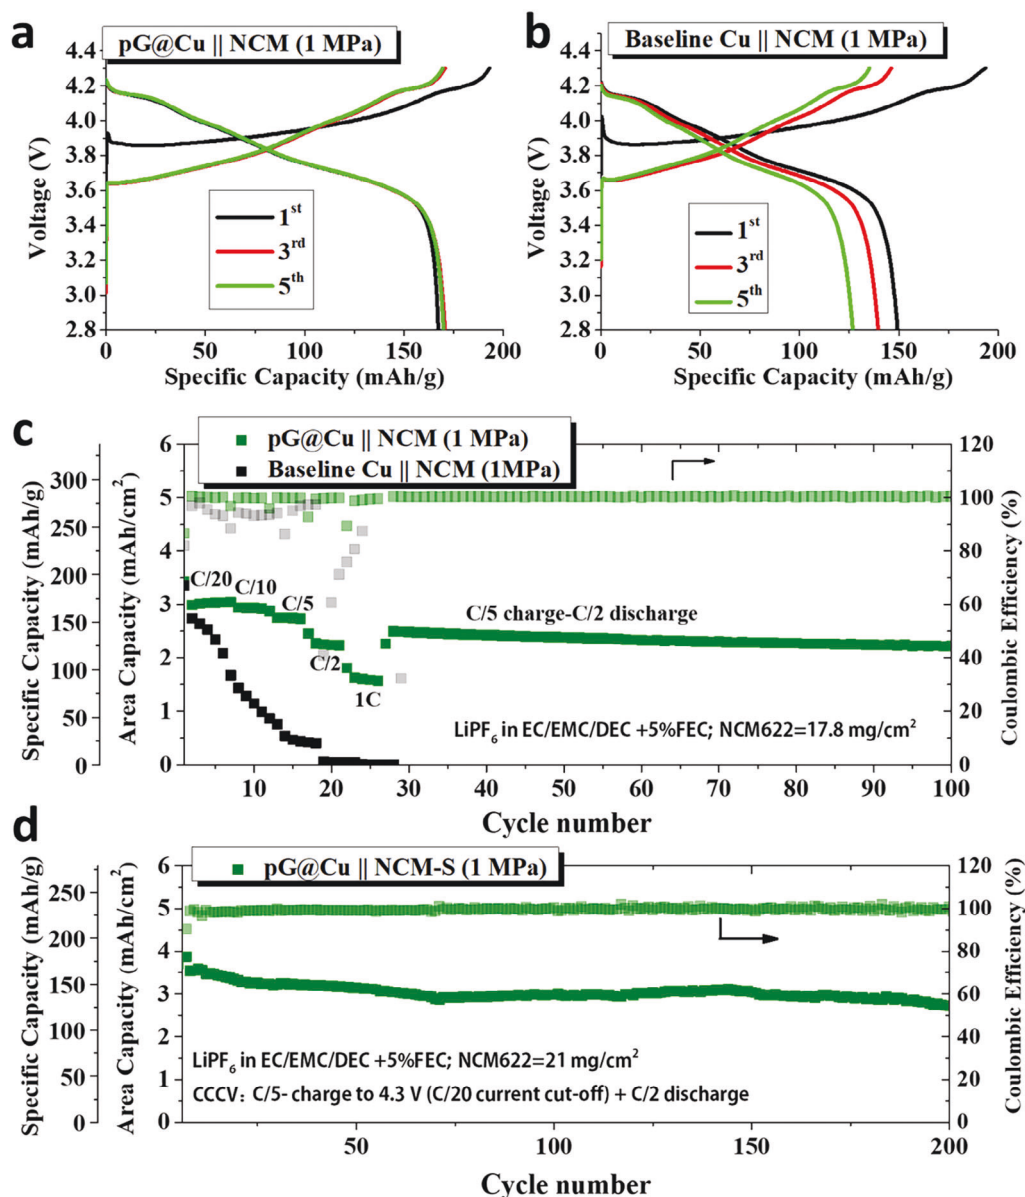 a
pG@Cu || NCM (1 MPa)
4.4
4.2
4.0
3.8
3.6
3.4
3.2
3.0
2.8
Voltage (V)
1st
3rd
5th
0
50
100
150
200
Specific Capacity (mAh/g)
b
Baseline Cu || NCM (1 MPa)
4.4
4.2
4.0
3.8
3.6
3.4
3.2
3.0
2.8
Voltage (V)
1st
3rd
5th
0
50
100
150
200
Specific Capacity (mAh/g)
c
pG@Cu || NCM (1 MPa)
Baseline Cu || NCM (1MPa)
Specific Capacity (mAh/g)
300
250
200
150
100
50
0
Area Capacity (mAh/cm2)
6
5
4
3
2
1
0
C/20
C/10
C/5
C/2
1C
C/5 charge-C/2 discharge
LiPF6 in EC/EMC/DEC +5%FEC; NCM622=17.8 mg/cm2
120
100
80
60
40
20
0
Coulombic Efficiency (%)
10
20
30
40
50
60
70
80
90
100
Cycle number
d
pG@Cu || NCM-S (1 MPa)
Specific Capacity (mAh/g)
250
200
150
100
50
0
Area Capacity (mAh/cm2)
6
5
4
3
2
1
0
LiPF6 in EC/EMC/DEC +5%FEC; NCM622=21 mg/cm2
CCCV: C/5- charge to 4.3 V (C/20 current cut-off) + C/2 discharge
120
100
80
60
40
20
0
Coulombic Efficiency (%)
50
100
150
200
Cycle number